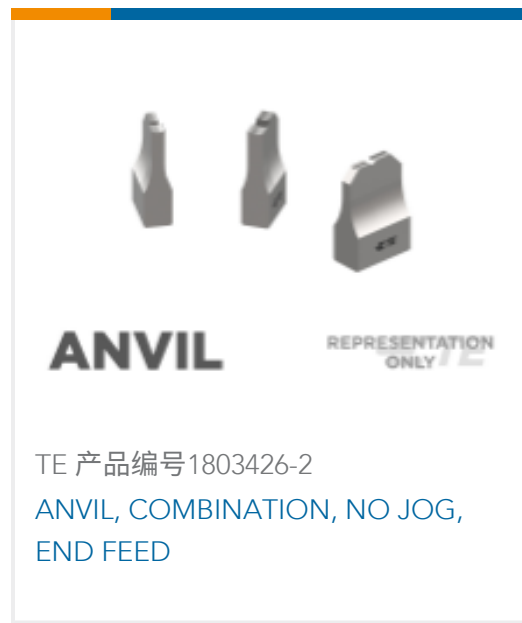 ANVIL
REPRESENTATION
ONLY
TE
TE 产品编号1803426-2
ANVIL, COMBINATION, NO JOG,
END FEED